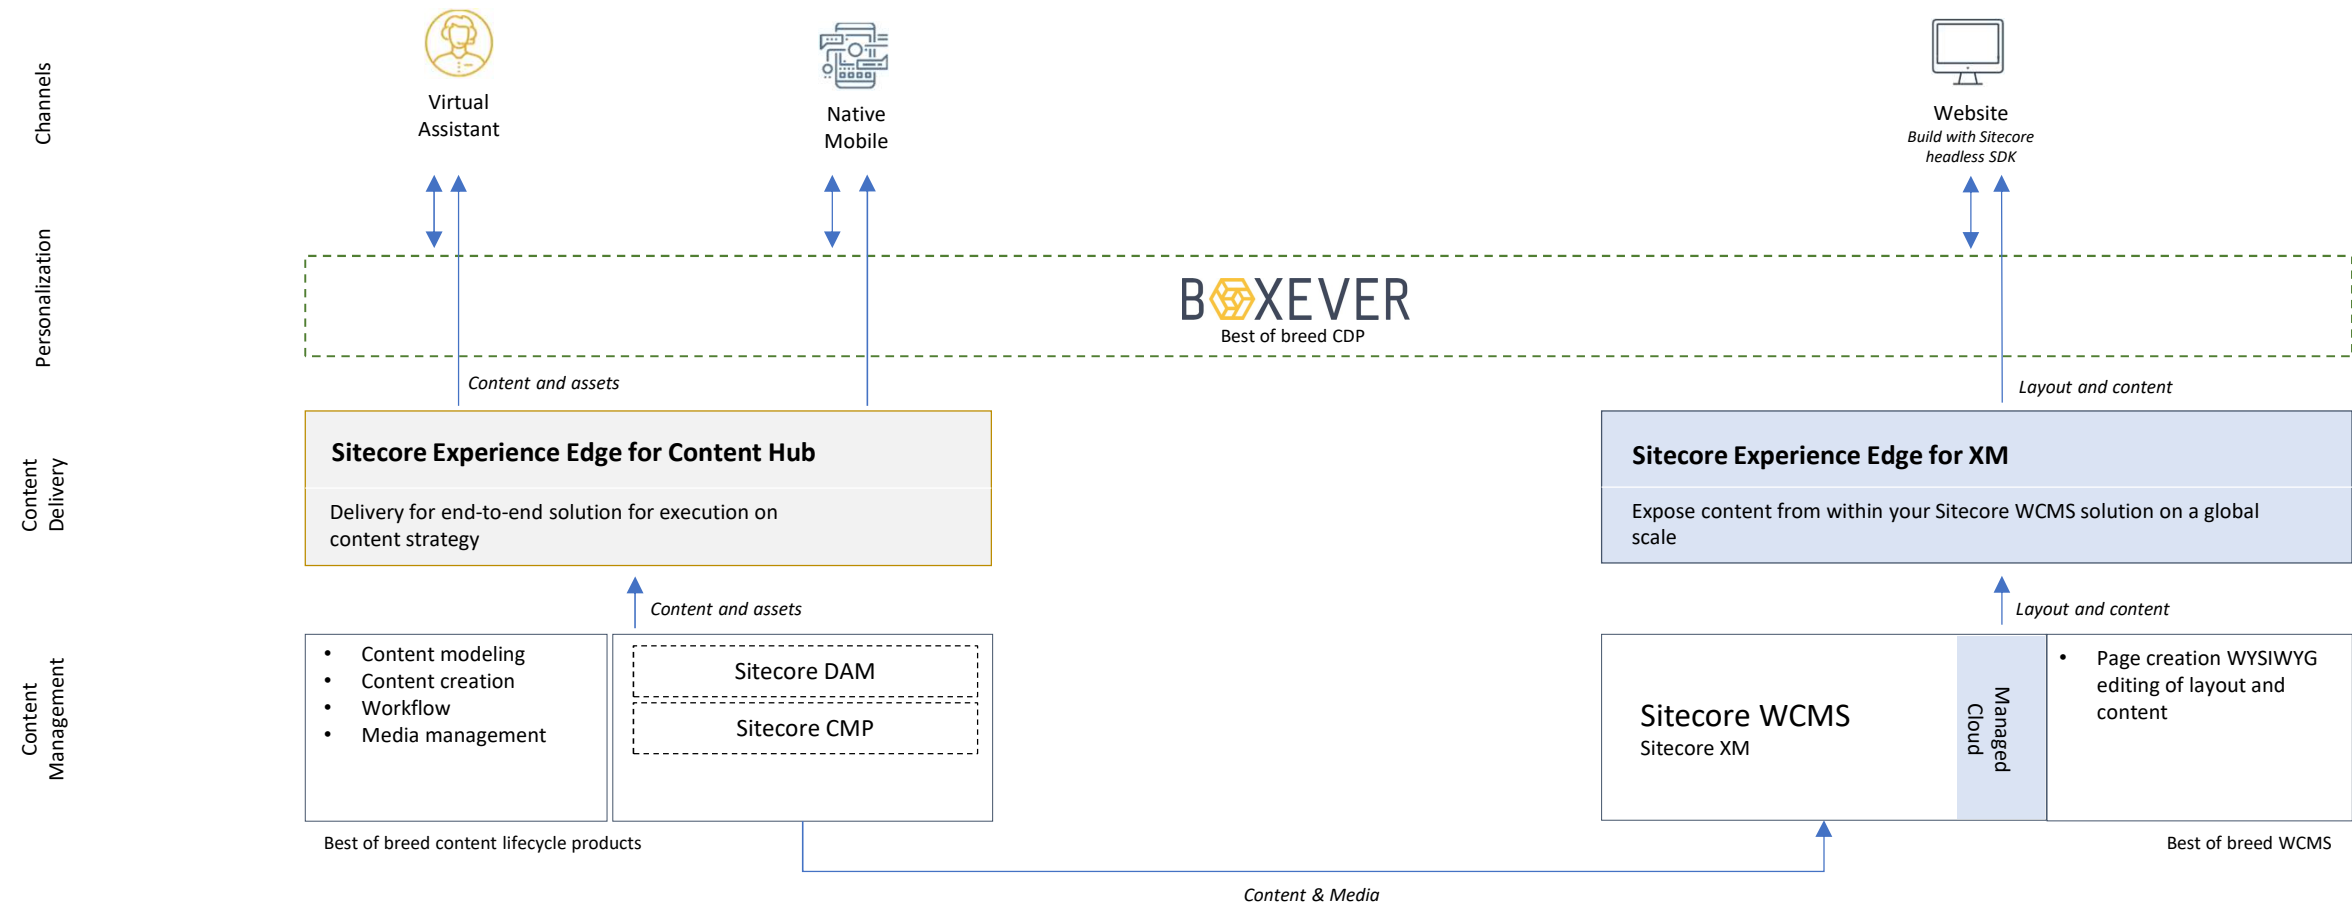 Channels
Virtual
Assistant
Native
Mobile
Website
Build with Sitecore
headless SDK
Personalization
BOXEVER
Best of breed CDP
Content and assets
Layout and content
Content
Delivery
Sitecore Experience Edge for Content Hub
Delivery for end-to-end solution for execution on
content strategy
Sitecore Experience Edge for XM
Expose content from within your Sitecore WCMS solution on a global
scale
Content and assets
Layout and content
Content
Management
• Content modeling
• Content creation
• Workflow
• Media management
Sitecore DAM
Sitecore CMP
Sitecore WCMS
Sitecore XM
Managed
Cloud
• Page creation WYSIWYG
editing of layout and
content
Best of breed content lifecycle products
Best of breed WCMS
Content & Media